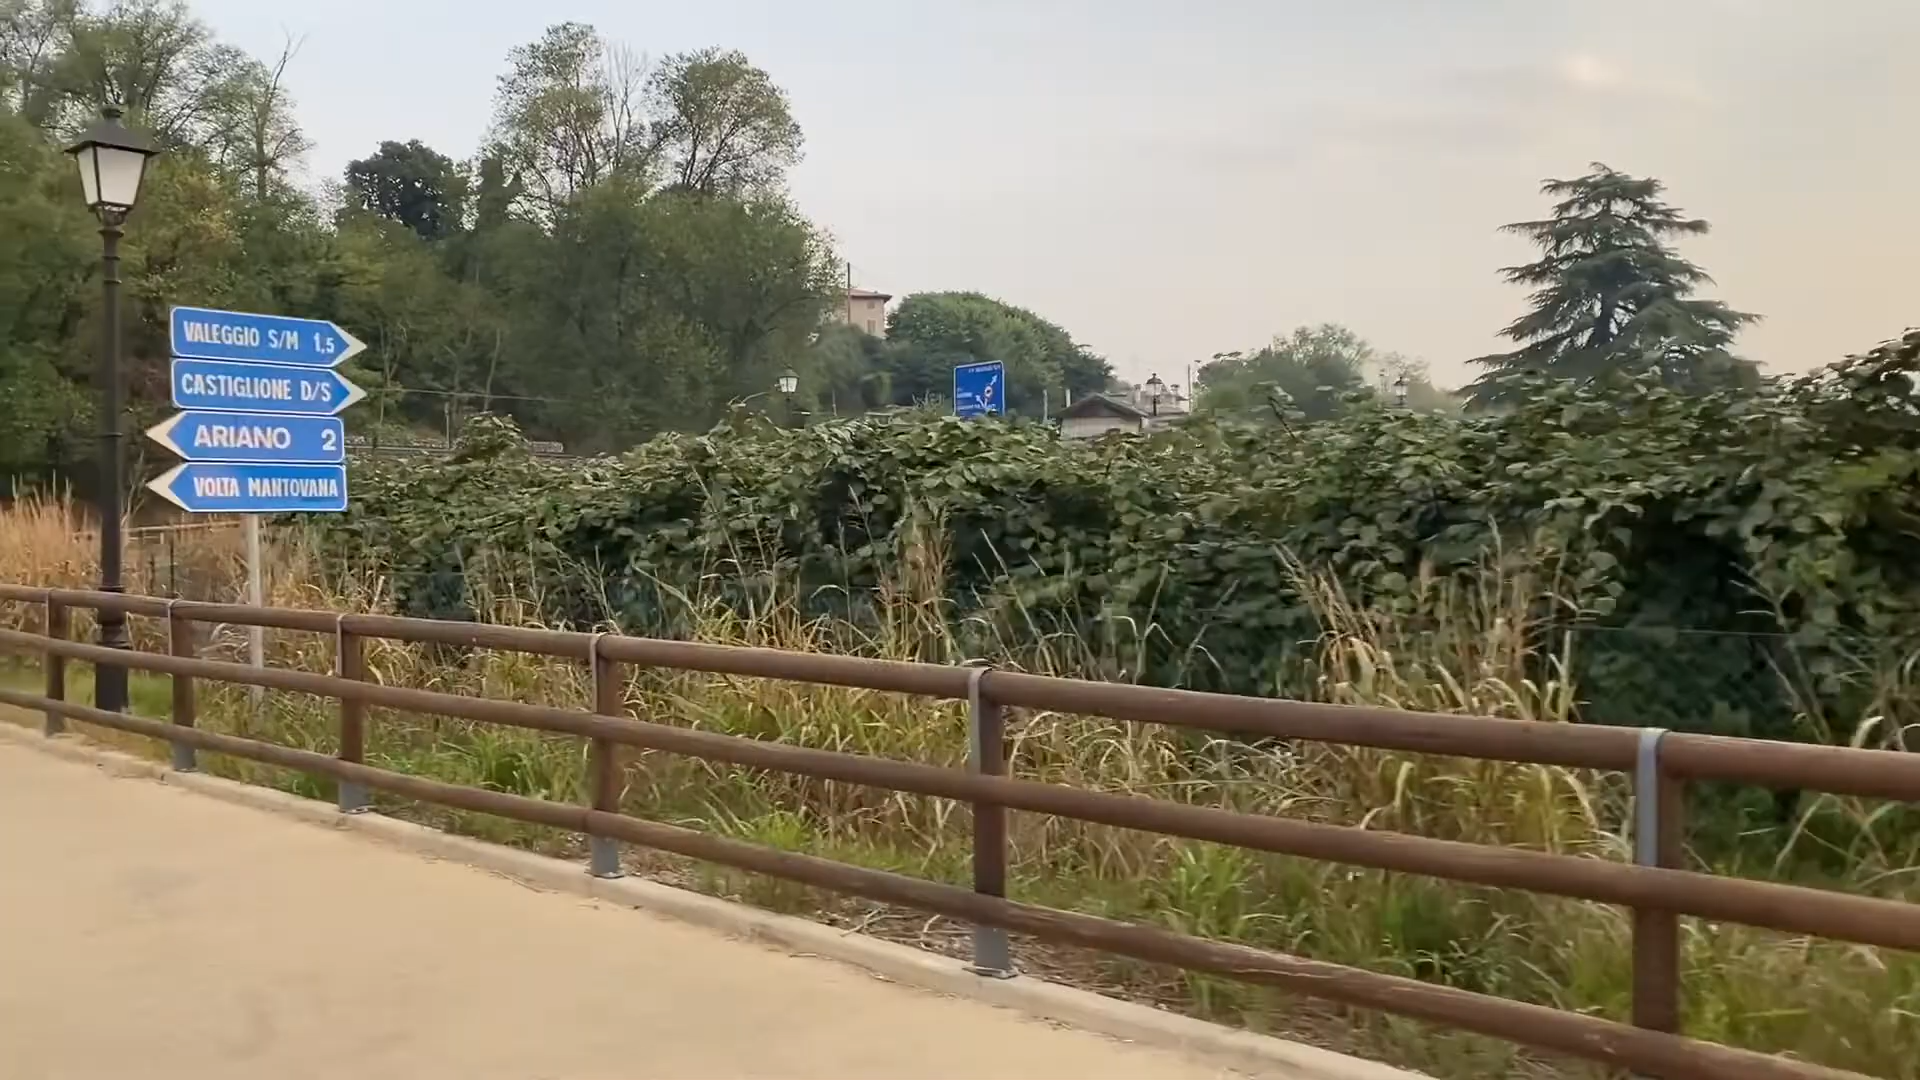 VALEGGIO S/M 1,5
CASTIGLIONE D/S
ARIANO 2
VOLTA MANTOVANA